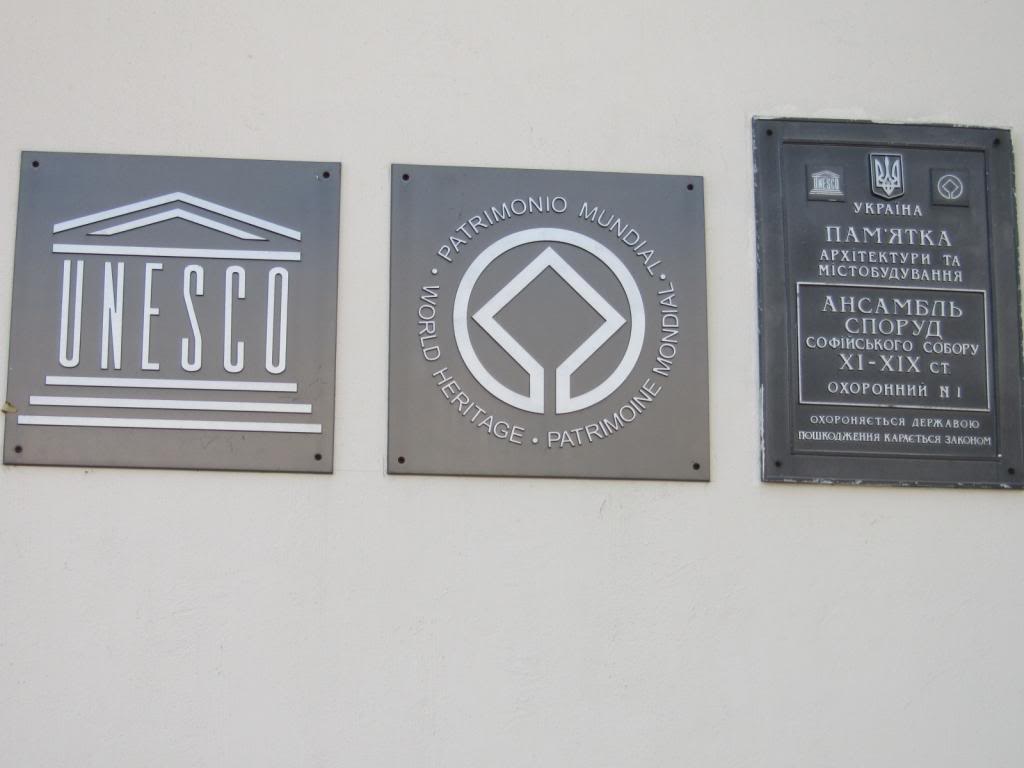 UNESCO
PATRIMONIO MUNDIAL • WORLD HERITAGE • PATRIMOINE MONDIAL •
UNESCO
УКРАЇНА
ПАМ'ЯТКА
АРХІТЕКТУРИ ТА
МІСТОБУДУВАННЯ
АНСАМБЛЬ
СПОРУД
СОФІЙСЬКОГО СОБОРУ
XI-XIX СТ.
ОХОРОННИЙ N 1
ОХОРОНЯЄТЬСЯ ДЕРЖАВОЮ
ПОШКОДЖЕННЯ КАРАЄТЬСЯ ЗАКОНОМ